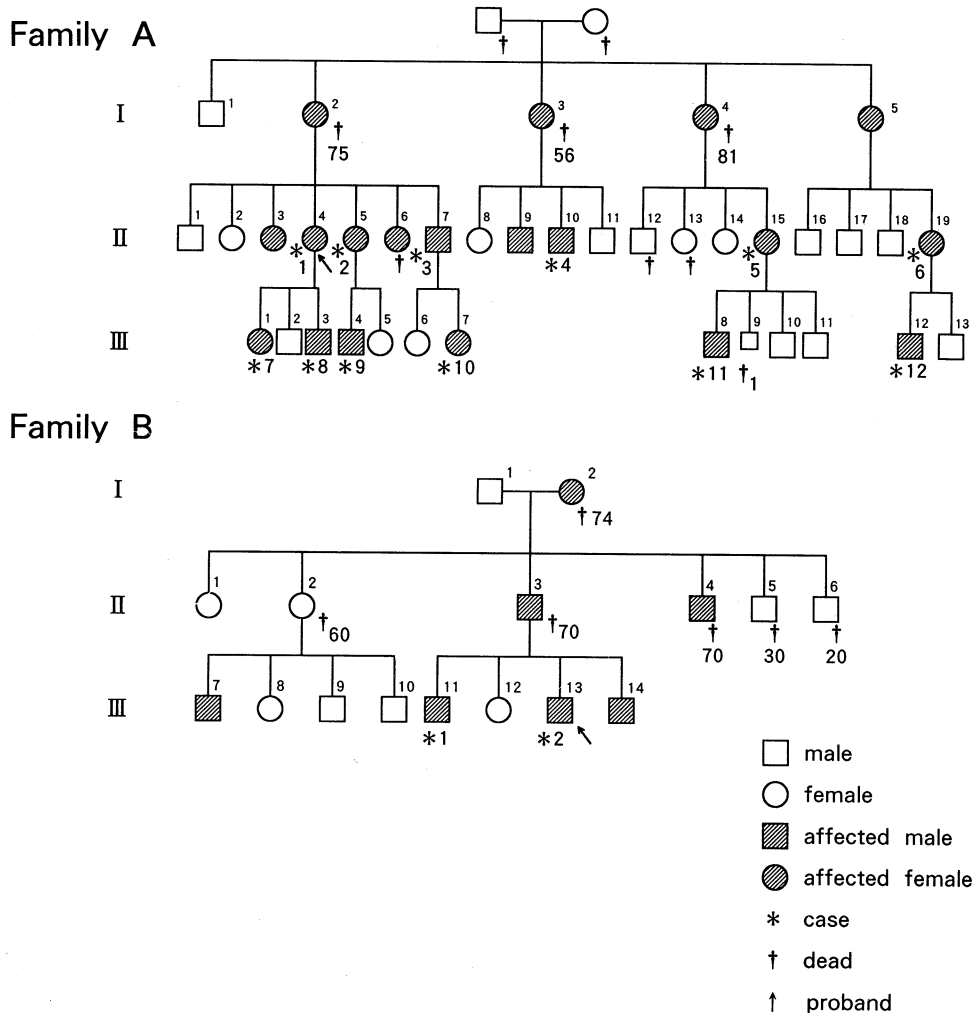 Family A
† †
I 1 2 3 4 5
† † †
75 56 81
1 2 3 4 5 6 7 8 9 10 11 12 13 14 15 16 17 18 19
II
*1 *2 † *3 *4 † † *5 *6
1 2 3 4 5 6 7 8 9 10 11 12 13
III
*7 *8 *9 *10 *11 †1 *12
Family B
I 1 2
†74
1 2 3 4 5 6
II
†60 †70 † † †
70 30 20
7 8 9 10 11 12 13 14
III
*1 *2
male
female
affected male
affected female
* case
† dead
↑ proband